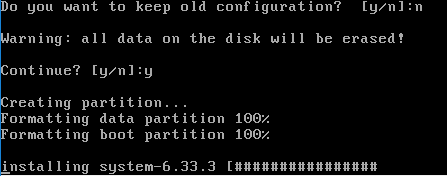 Do you want to keep old configuration?  [y/n]:n
Warning: all data on the disk will be erased!
Continue? [y/n]:y
Creating partition...
Formatting data partition 100%
Formatting boot partition 100%
installing system-6.33.3 [################